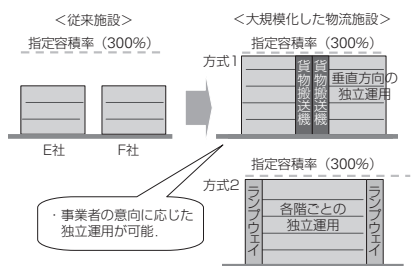 ＜従来施設＞
指定容積率（300％）
E社
F社
＜大規模化した物流施設＞
指定容積率（300％）
方式1
貨物搬送機
貨物搬送機
垂直方向の
独立運用
指定容積率（300％）
方式2
ランプウェイ
各階ごとの
独立運用
ランプウェイ
・事業者の意向に応じた
独立運用が可能．